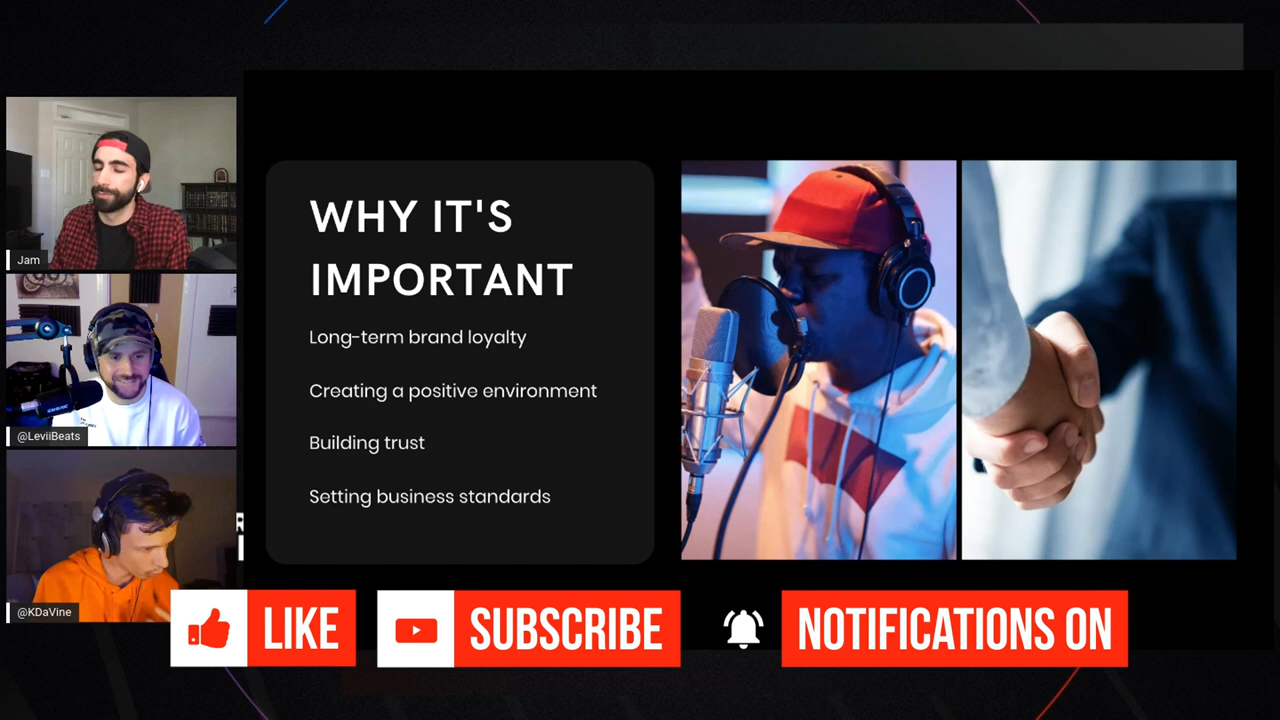 Jam
@LeviiBeats
@KDaVine
WHY IT'S
IMPORTANT
Long-term brand loyalty
Creating a positive environment
Building trust
Setting business standards
LIKE
SUBSCRIBE
NOTIFICATIONS ON